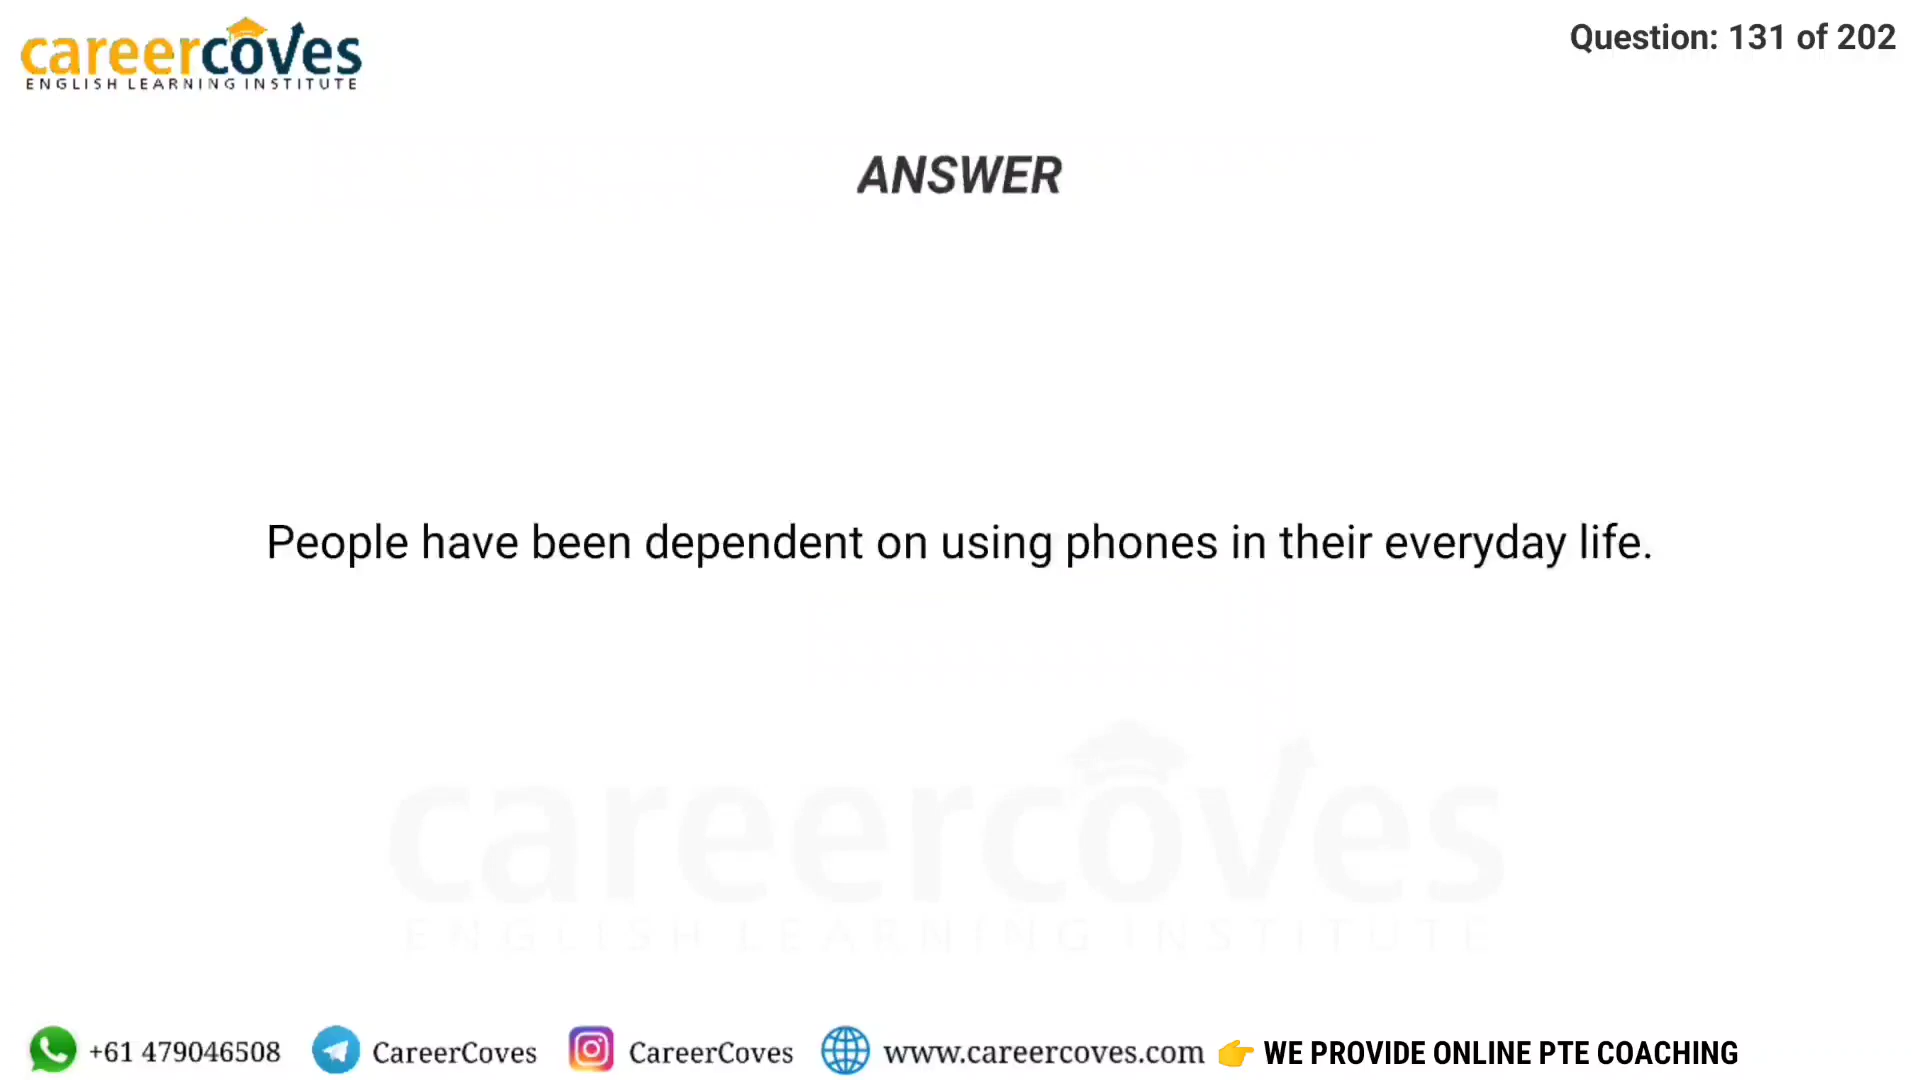 careercoves
ENGLISH LEARNING INSTITUTE
Question: 131 of 202
ANSWER
People have been dependent on using phones in their everyday life.
careercoves
ENGLISH LEARNING INSTITUTE
+61 479046508 CareerCoves CareerCoves www.careercoves.com WE PROVIDE ONLINE PTE COACHING